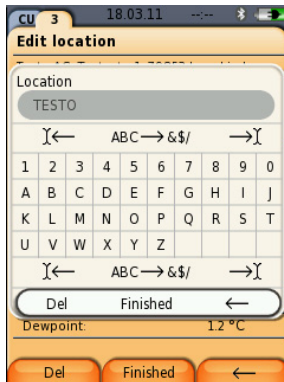 CU 3 18.03.11 --:--
Edit location
Location
TESTO
ABC → &$/
1 2 3 4 5 6 7 8 9 0
A B C D E F G H I J
K L M N O P Q R S T
U V W X Y Z
ABC → &$/
Del Finished ←
Dewpoint: 1.2 °C
Del Finished ←